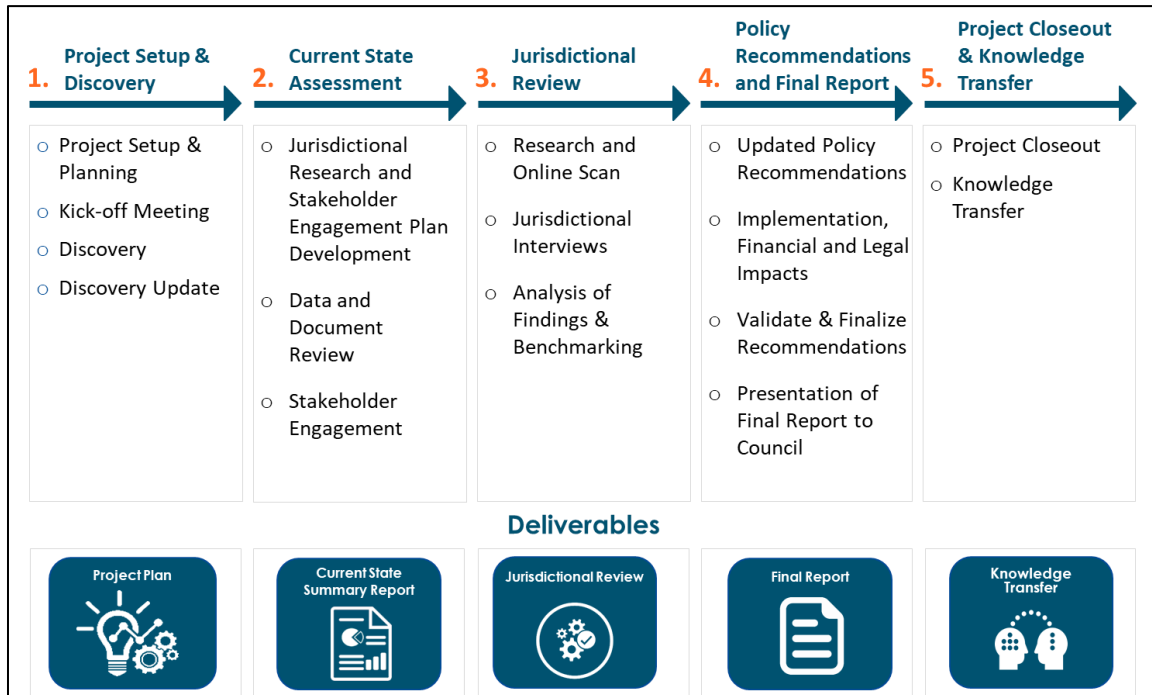 1. Project Setup &
Discovery
2. Current State
Assessment
3. Jurisdictional
Review
4. Policy
Recommendations
and Final Report
5. Project Closeout
& Knowledge
Transfer
○ Project Setup &
Planning
○ Kick-off Meeting
○ Discovery
○ Discovery Update
○ Jurisdictional
Research and
Stakeholder
Engagement Plan
Development
○ Data and
Document
Review
○ Stakeholder
Engagement
○ Research and
Online Scan
○ Jurisdictional
Interviews
○ Analysis of
Findings &
Benchmarking
○ Updated Policy
Recommendations
○ Implementation,
Financial and Legal
Impacts
○ Validate & Finalize
Recommendations
○ Presentation of
Final Report to
Council
○ Project Closeout
○ Knowledge
Transfer
Deliverables
Project Plan
Current State
Summary Report
Jurisdictional Review
Final Report
Knowledge
Transfer